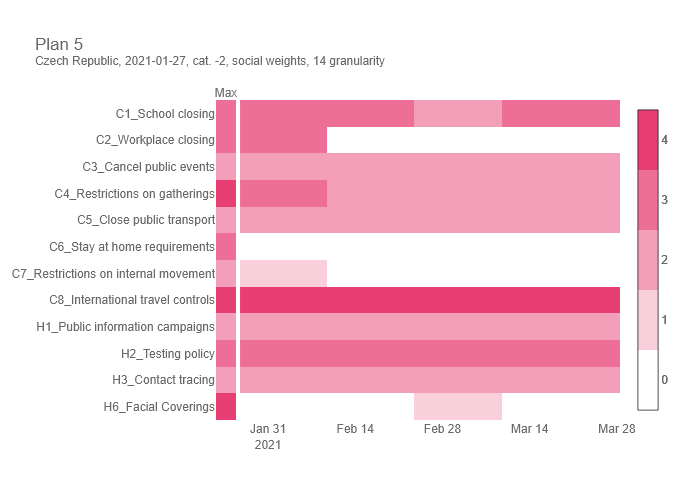 Plan 5
Czech Republic, 2021-01-27, cat. -2, social weights, 14 granularity
Max
C1_School closing
C2_Workplace closing
C3_Cancel public events
C4_Restrictions on gatherings
C5_Close public transport
C6_Stay at home requirements
C7_Restrictions on internal movement
C8_International travel controls
H1_Public information campaigns
H2_Testing policy
H3_Contact tracing
H6_Facial Coverings
Jan 31 Feb 14 Feb 28 Mar 14 Mar 28
2021
4
3
2
1
0